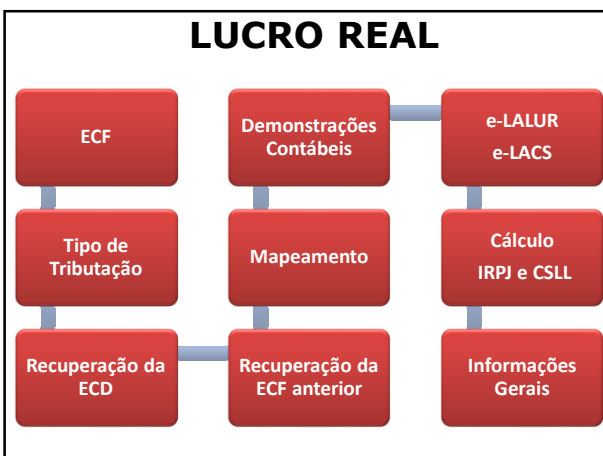 LUCRO REAL
ECF
Tipo de
Tributação
Recuperação da
ECD
Recuperação da
ECF anterior
Mapeamento
Demonstrações
Contábeis
e-LALUR
e-LACS
Cálculo
IRPJ e CSLL
Informações
Gerais